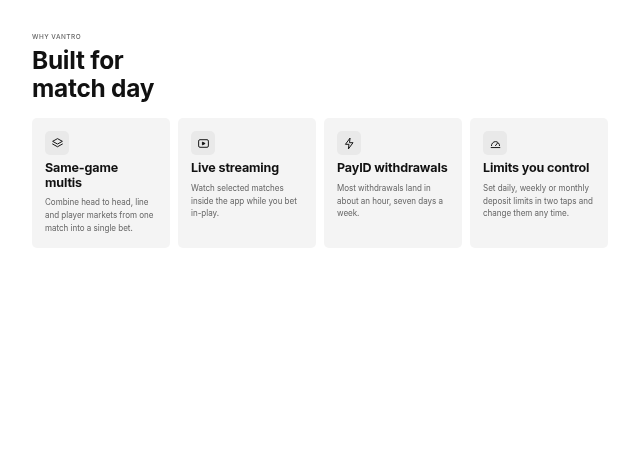 WHY VANTRO
Built for
match day
Same-game
multis
Combine head to head, line
and player markets from one
match into a single bet.
Live streaming
Watch selected matches
inside the app while you bet
in-play.
PayID withdrawals
Most withdrawals land in
about an hour, seven days a
week.
Limits you control
Set daily, weekly or monthly
deposit limits in two taps and
change them any time.